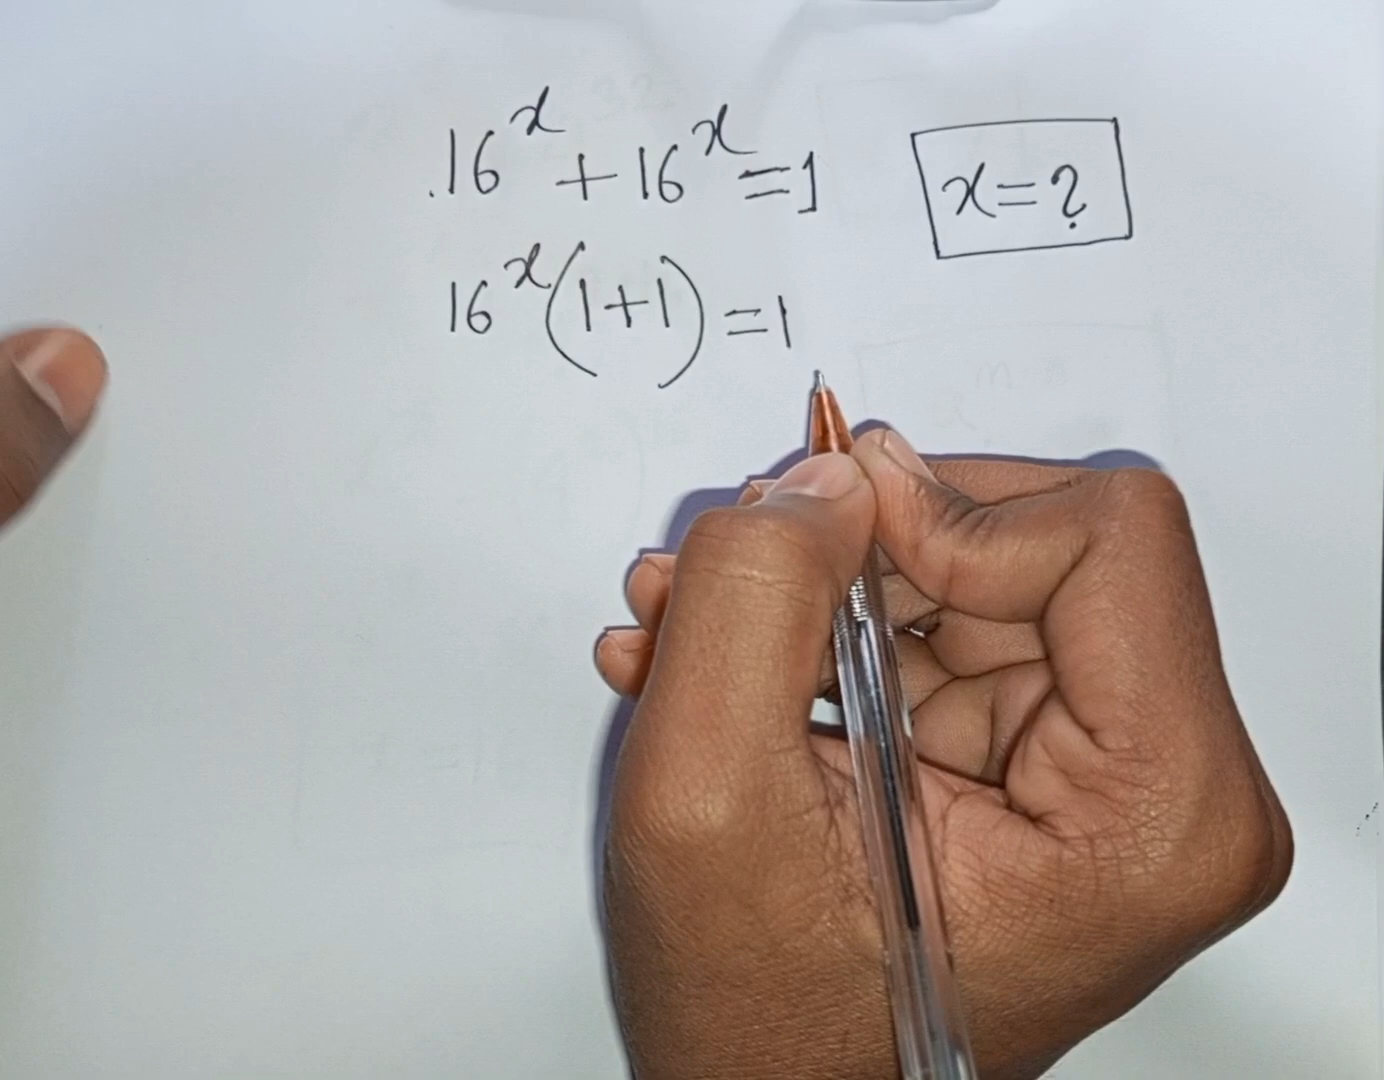 16^x + 16^x = 1
x = ?
16^x (1+1) = 1